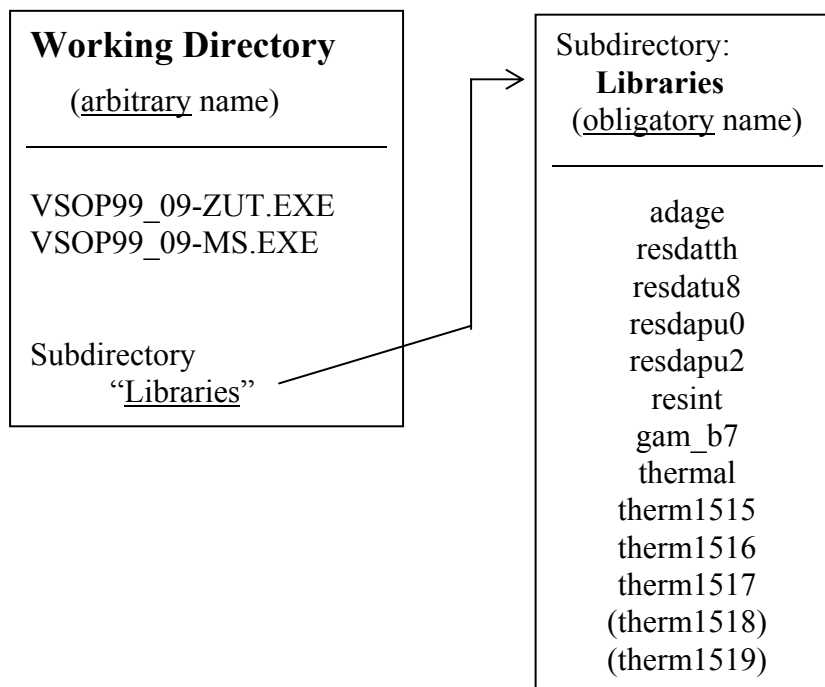 Working Directory
(arbitrary name)
VSOP99_09-ZUT.EXE
VSOP99_09-MS.EXE
Subdirectory
“Libraries”
Subdirectory:
Libraries
(obligatory name)
adage
resdatth
resdatu8
resdapu0
resdapu2
resint
gam_b7
thermal
therm1515
therm1516
therm1517
(therm1518)
(therm1519)